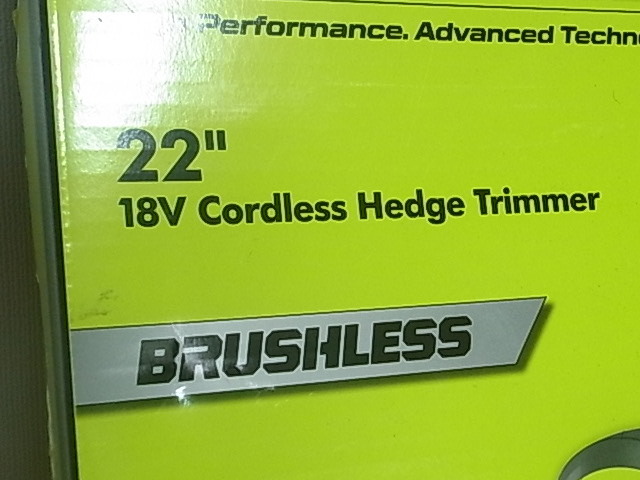 Performance. Advanced
22"
18V Cordless Hedge Trimmer
BRUSHLESS